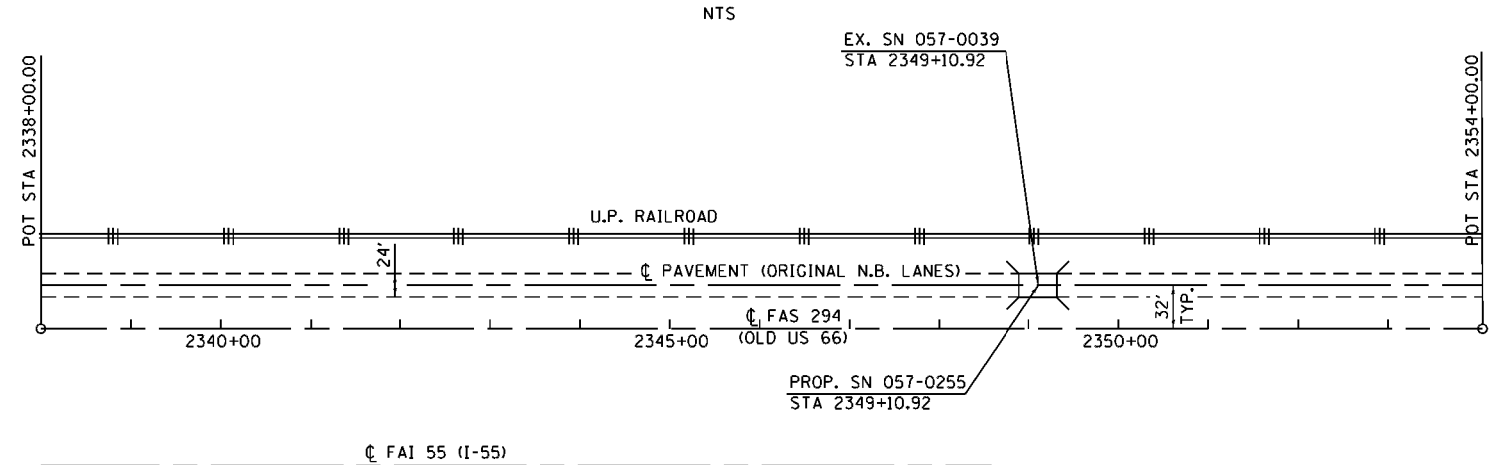 NTS
EX. SN 057-0039
STA 2349+10.92
POT STA 2338+00.00
POT STA 2354+00.00
U.P. RAILROAD
24'
℄ PAVEMENT (ORIGINAL N.B. LANES)
32'
TYP.
℄ FAS 294
(OLD US 66)
2340+00
2345+00
2350+00
PROP. SN 057-0255
STA 2349+10.92
℄ FAI 55 (I-55)